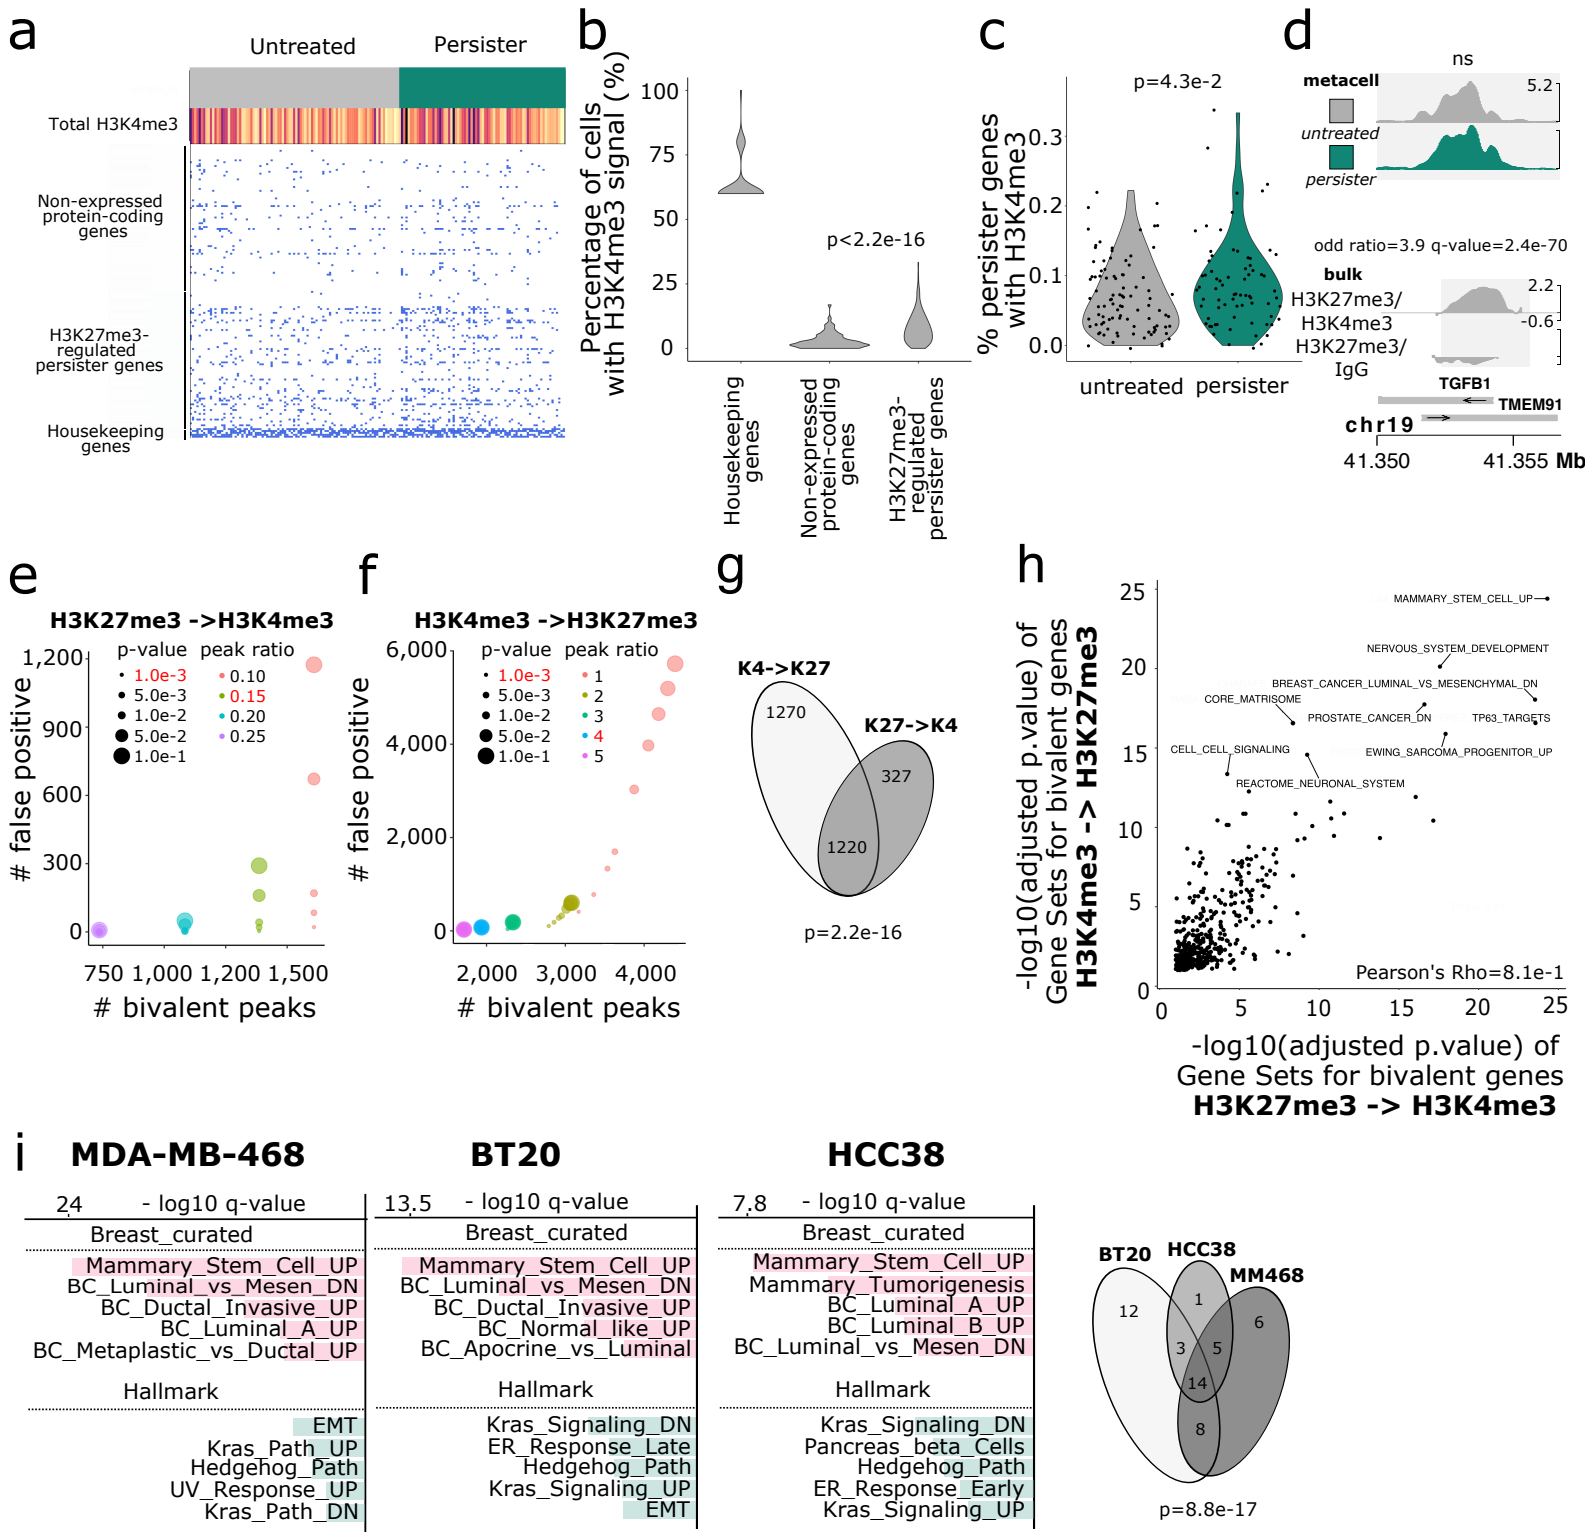 a
Untreated
Persister
Total H3K4me3
Non-expressed
protein-coding
genes
H3K27me3-
regulated
persister genes
Housekeeping
genes
b
Percentage of cells
with H3K4me3 signal (%)
100
75
50
25
0
p<2.2e-16
Housekeeping
genes
Non-expressed
protein-coding
genes
H3K27me3-
regulated
persister genes
c
% persister genes
with H3K4me3
p=4.3e-2
0.3
0.2
0.1
0.0
untreated
persister
d
ns
metacell
5.2
untreated
persister
odd ratio=3.9 q-value=2.4e-70
bulk
2.2
H3K27me3/
H3K4me3
-0.6
H3K27me3/
IgG
TGFB1
TMEM91
chr19
41.350
41.355 Mb
e
H3K27me3 ->H3K4me3
p-value
peak ratio
1.0e-3
5.0e-3
1.0e-2
5.0e-2
1.0e-1
0.10
0.15
0.20
0.25
# false positive
1,200
900
600
300
0
750
1,000
1,200
1,500
# bivalent peaks
f
H3K4me3 ->H3K27me3
p-value
peak ratio
1.0e-3
5.0e-3
1.0e-2
5.0e-2
1.0e-1
1
2
3
4
5
# false positive
6,000
4,000
2,000
0
2,000
3,000
4,000
# bivalent peaks
g
K4->K27
1270
K27->K4
327
1220
p=2.2e-16
h
-log10(adjusted p.value) of
Gene Sets for bivalent genes
H3K4me3 -> H3K27me3
25
20
15
10
5
0
MAMMARY_STEM_CELL_UP
NERVOUS_SYSTEM_DEVELOPMENT
BREAST_CANCER_LUMINAL_VS_MESENCHYMAL_DN
CORE_MATRISOME
PROSTATE_CANCER_DN
TP63_TARGETS
CELL_CELL_SIGNALING
EWING_SARCOMA_PROGENITOR_UP
REACTOME_NEURONAL_SYSTEM
Pearson's Rho=8.1e-1
0
5
10
15
20
25
-log10(adjusted p.value) of
Gene Sets for bivalent genes
H3K27me3 -> H3K4me3
i
MDA-MB-468
24
- log10 q-value
Breast_curated
Mammary_Stem_Cell_UP
BC_Luminal_vs_Mesen_DN
BC_Ductal_Invasive_UP
BC_Luminal_A_UP
BC_Metaplastic_vs_Ductal_UP
Hallmark
EMT
Kras_Path_UP
Hedgehog_Path
UV_Response_UP
Kras_Path_DN
BT20
13.5
- log10 q-value
Breast_curated
Mammary_Stem_Cell_UP
BC_Luminal_vs_Mesen_DN
BC_Ductal_Invasive_UP
BC_Normal_like_UP
BC_Apocrine_vs_Luminal
Hallmark
Kras_Signaling_DN
ER_Response_Late
Hedgehog_Path
Kras_Signaling_UP
EMT
HCC38
7.8
- log10 q-value
Breast_curated
Mammary_Stem_Cell_UP
Mammary_Tumorigenesis
BC_Luminal_A_UP
BC_Luminal_B_UP
BC_Luminal_vs_Mesen_DN
Hallmark
Kras_Signaling_DN
Pancreas_beta_Cells
Hedgehog_Path
ER_Response_Early
Kras_Signaling_UP
BT20
HCC38
MM468
12
1
6
3
5
14
8
p=8.8e-17